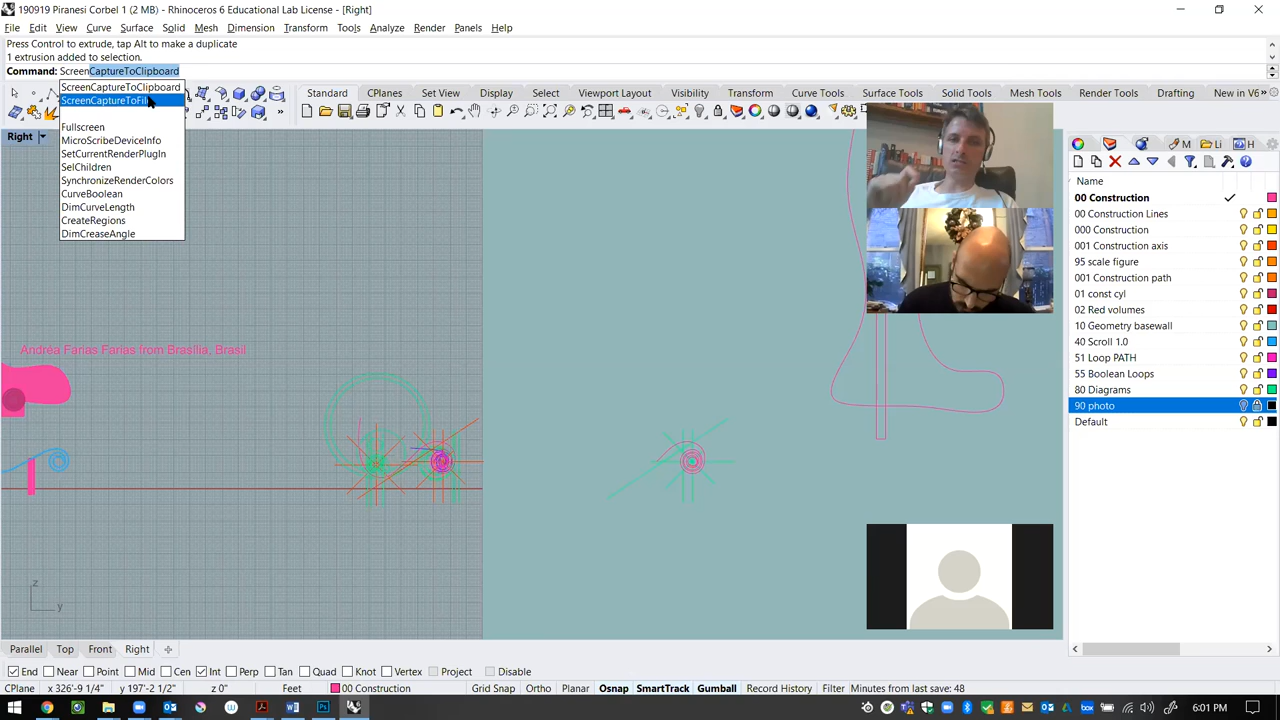 190919 Piranesi Corbel 1 (2 MB) - Rhinoceros 6 Educational Lab License - [Right]
File Edit View Curve Surface Solid Mesh Dimension Transform Tools Analyze Render Panels Help
Press Control to extrude, tap Alt to make a duplicate
1 extrusion added to selection.
Command: ScreenCaptureToClipboard
ScreenCaptureToClipboard
Standard CPlanes Set View Display Select Viewport Layout Visibility Transform Curve Tools Surface Tools Solid Tools Mesh Tools Render Tools Drafting New in V6
Fullscreen
MicroScribeDeviceInfo
SetCurrentRenderPlugIn
SelChildren
SynchronizeRenderColors
CurveBoolean
DimCurveLength
CreateRegions
DimCreaseAngle
Right
M Li H
Name
00 Construction
00 Construction Lines
000 Construction
001 Construction axis
95 scale figure
001 Construction path
01 const cyl
02 Red volumes
10 Geometry basewall
40 Scroll 1.0
51 Loop PATH
55 Boolean Loops
80 Diagrams
90 photo
Default
Andréa Farias Farias from Brasília, Brasil
z
y
Parallel Top Front Right
End Near Point Mid Cen Int Perp Tan Quad Knot Vertex Project Disable
CPlane x 326'-9 1/4" y 197'-2 1/2" z 0" Feet 00 Construction Grid Snap Ortho Planar Osnap SmartTrack Gumball Record History Filter Minutes from last save: 48
6:01 PM